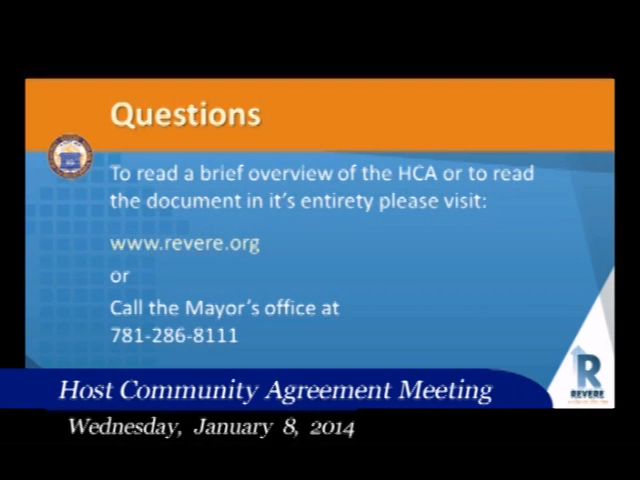 Questions
To read a brief overview of the HCA or to read
the document in it's entirety please visit:
www.revere.org
or
Call the Mayor's office at
781-286-8111
R
REVERE
Host Community Agreement Meeting
Wednesday, January 8, 2014